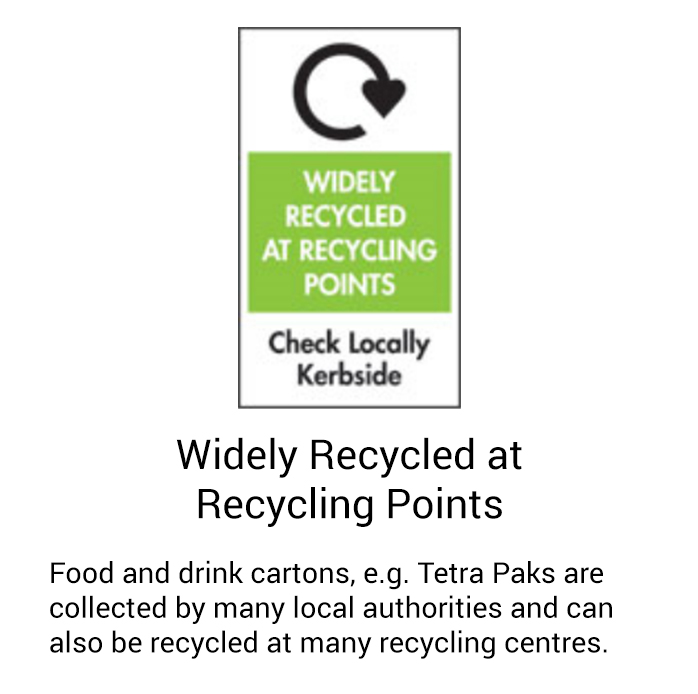 WIDELY
RECYCLED
AT RECYCLING
POINTS
Check Locally
Kerbside
Widely Recycled at
Recycling Points
Food and drink cartons, e.g. Tetra Paks are
collected by many local authorities and can
also be recycled at many recycling centres.